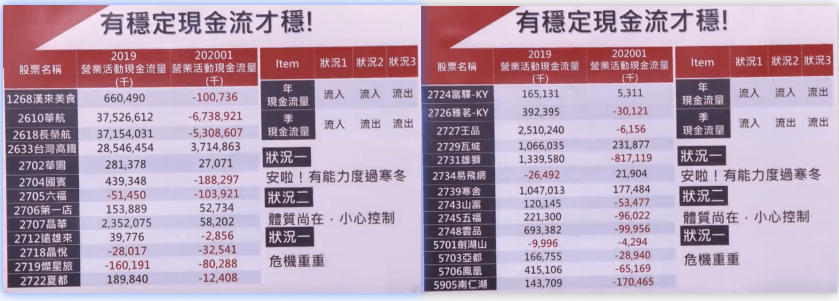 有穩定現金流才穩!
股票名稱 2019 營業活動現金流量 (千) 202001 營業活動現金流量 (千)
1268漢來美食 660,490 -100,736
2610華航 37,526,612 -6,738,921
2618長榮航 37,154,031 -5,308,607
2633台灣高鐵 28,546,454 3,714,863
2702華園 281,378 27,071
2704國賓 439,348 -188,297
2705六福 -51,450 -103,921
2706第一店 153,889 52,734
2707晶華 2,352,075 58,202
2712遠雄來 39,776 -2,856
2718晶悅 -28,017 -32,541
2719燦星旅 -160,191 -80,288
2722夏都 189,840 -12,408
Item 狀況1 狀況2 狀況3
年 現金流量 流入 流入 流出
季 現金流量 流入 流出 流出
狀況一
安啦!有能力度過寒冬
狀況二
體質尚在．小心控制
狀況一
危機重重
有穩定現金流才穩!
股票名稱 2019 營業活動現金流量 (千) 202001 營業活動現金流量 (千)
2724富驛-KY 165,131 5,311
2726雅茗-KY 392,395 -30,121
2727王品 2,510,240 -6,156
2729瓦城 1,066,035 231,877
2731雄獅 1,339,580 -817,119
2734易飛網 -26,492 21,904
2739寒舍 1,047,013 177,484
2743山富 120,145 -53,477
2745五福 221,300 -96,022
2748雲品 693,382 -99,956
5701劍湖山 -9,996 -4,294
5703亞都 166,755 -28,940
5706鳳凰 415,106 -65,169
5905南仁湖 143,709 -170,465
Item 狀況1 狀況2 狀況3
年 現金流量 流入 流入 流出
季 現金流量 流入 流出 流出
狀況一
安啦!有能力度過寒冬
狀況二
體質尚在．小心控制
狀況一
危機重重